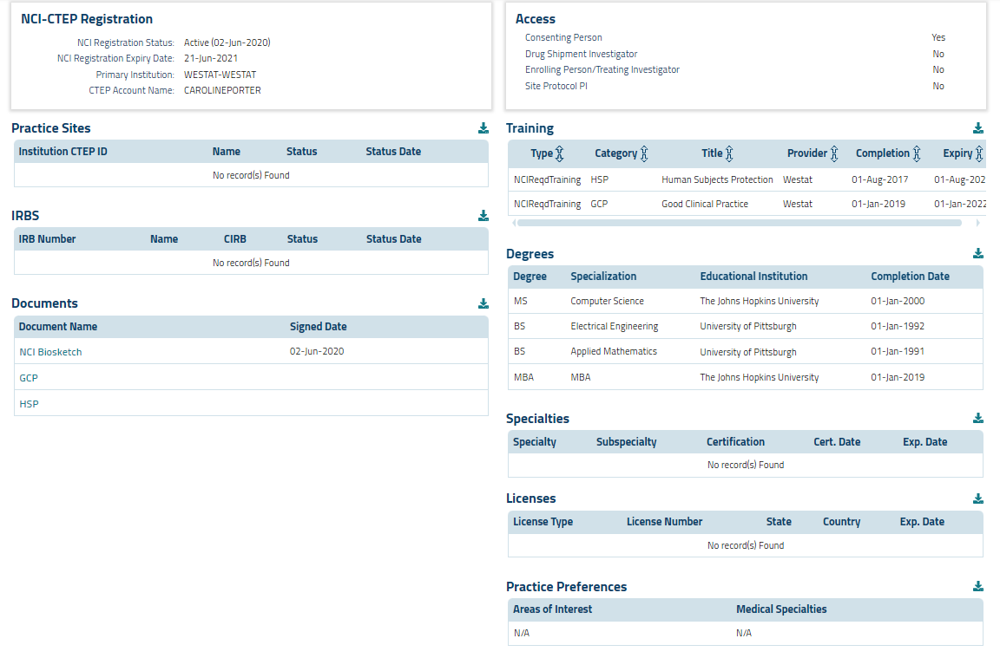 NCI-CTEP Registration
NCI Registration Status: Active (02-Jun-2020)
NCI Registration Expiry Date: 21-Jun-2021
Primary Institution: WESTAT-WESTAT
CTEP Account Name: CAROLINEPORTER
Practice Sites
Institution CTEP ID Name Status Status Date
No record(s) Found
IRBS
IRB Number Name CIRB Status Status Date
No record(s) Found
Documents
Document Name Signed Date
NCI Biosketch 02-Jun-2020
GCP
HSP
Access
Consenting Person Yes
Drug Shipment Investigator No
Enrolling Person/Treating Investigator No
Site Protocol PI No
Training
Type Category Title Provider Completion Expiry
NCIReqdTraining HSP Human Subjects Protection Westat 01-Aug-2017 01-Aug-202
NCIReqdTraining GCP Good Clinical Practice Westat 01-Jan-2019 01-Jan-2022
Degrees
Degree Specialization Educational Institution Completion Date
MS Computer Science The Johns Hopkins University 01-Jan-2000
BS Electrical Engineering University of Pittsburgh 01-Jan-1992
BS Applied Mathematics University of Pittsburgh 01-Jan-1991
MBA MBA The Johns Hopkins University 01-Jan-2019
Specialties
Specialty Subspecialty Certification Cert. Date Exp. Date
No record(s) Found
Licenses
License Type License Number State Country Exp. Date
No record(s) Found
Practice Preferences
Areas of Interest Medical Specialties
N/A N/A